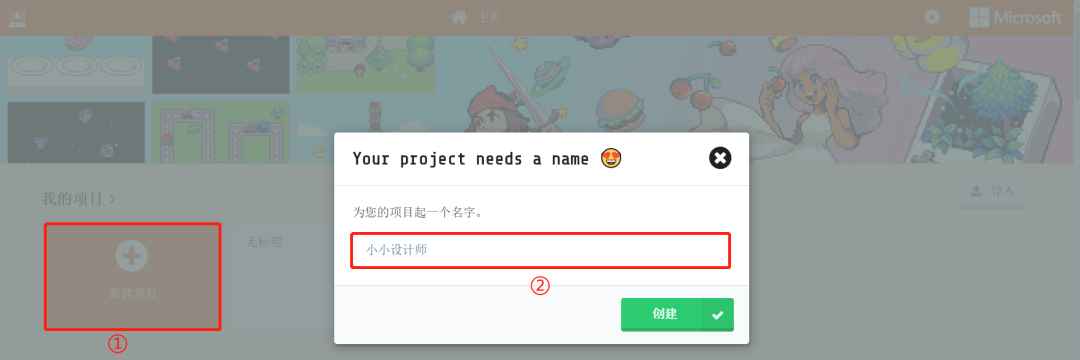 主页
Microsoft
Your project needs a name
我的项目
导入
为您的项目起一个名字。
无标题
小小设计师
新建项目
②
创建
①